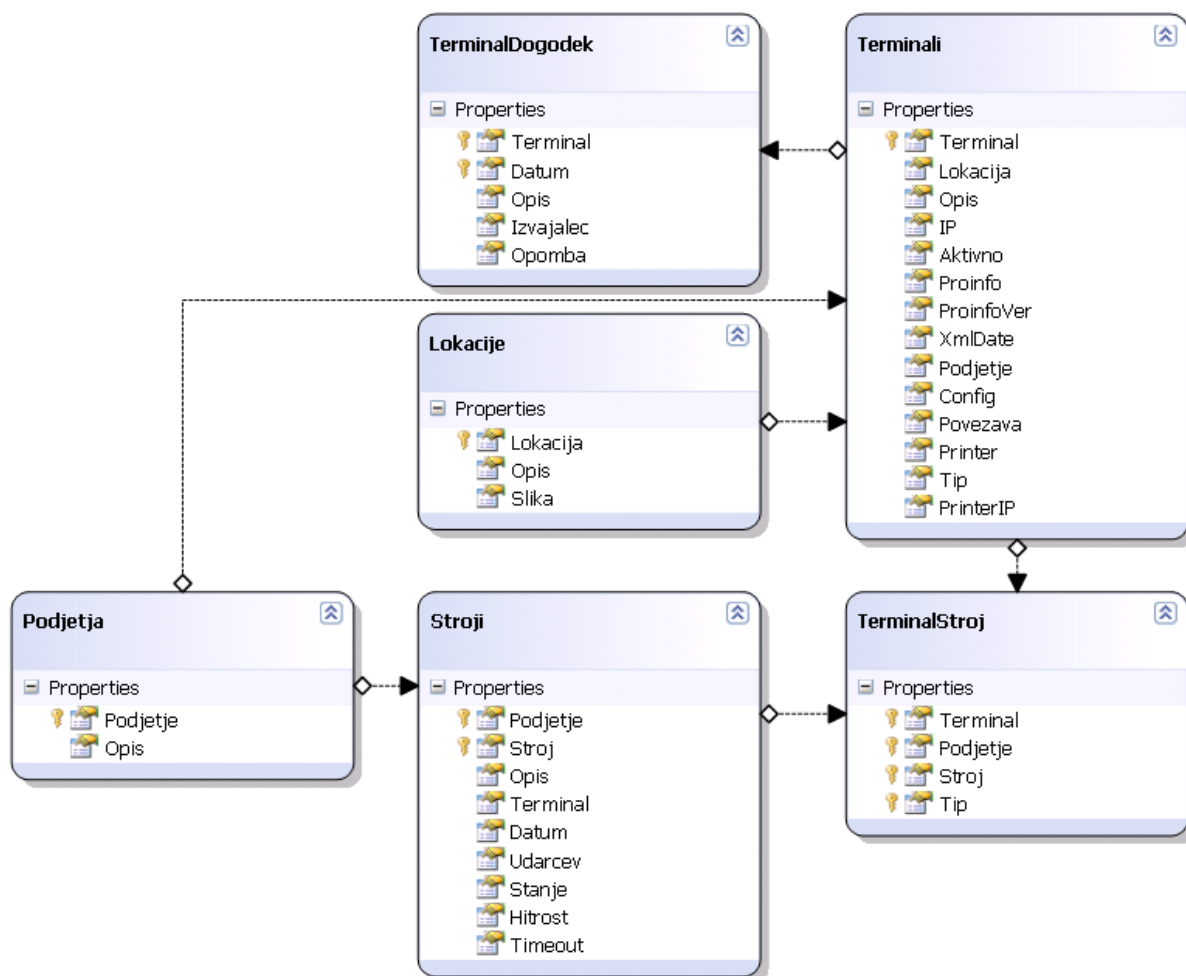 TerminalDogodek
Properties
Terminal
Datum
Opis
Izvajalec
Opomba
Terminali
Properties
Terminal
Lokacija
Opis
IP
Aktivno
Proinfo
ProinfoVer
XmlDate
Podjetje
Config
Povezava
Printer
Tip
PrinterIP
Lokacije
Properties
Lokacija
Opis
Slika
Podjetja
Properties
Podjetje
Opis
Stroji
Properties
Podjetje
Stroj
Opis
Terminal
Datum
Udarcev
Stanje
Hitrost
Timeout
TerminalStroj
Properties
Terminal
Podjetje
Stroj
Tip